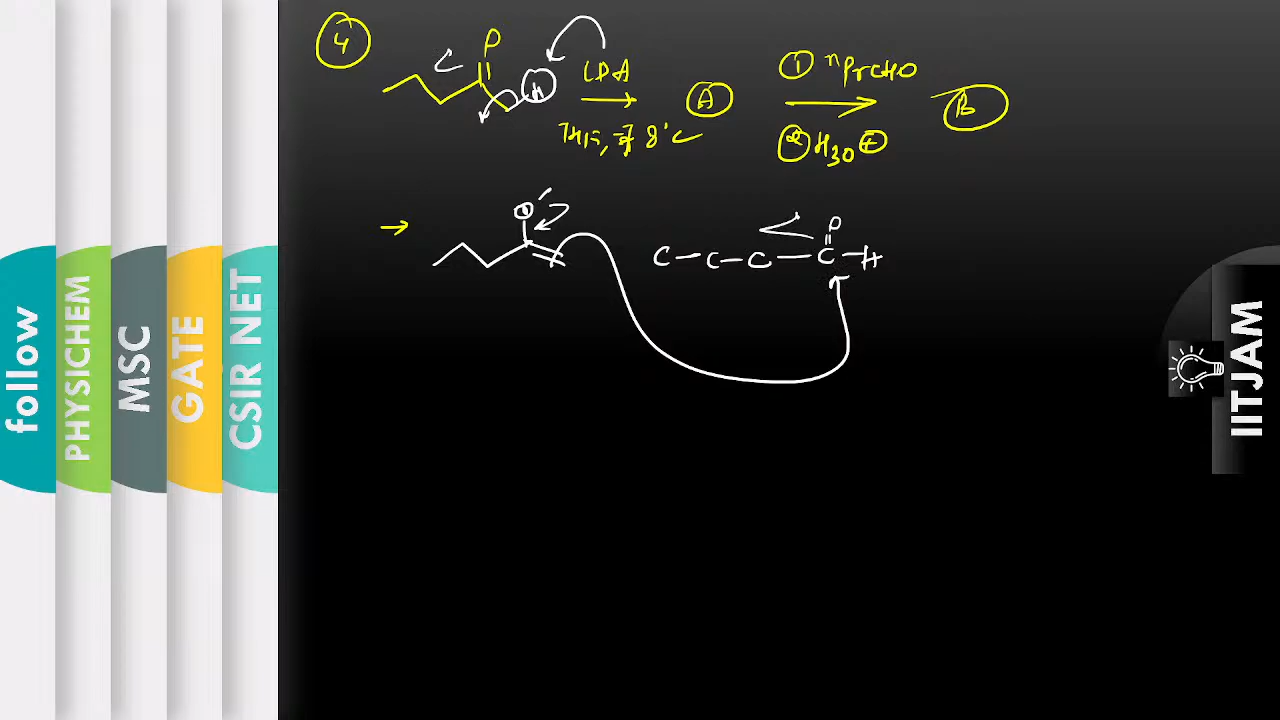 4
O
H
LDA
THF, -78°C
A
① nPrCHO
② H3O⊕
B
→
O
C-C-C-C-H
O
follow
PHYSICHEM
MSC
GATE
CSIR NET
IITJAM